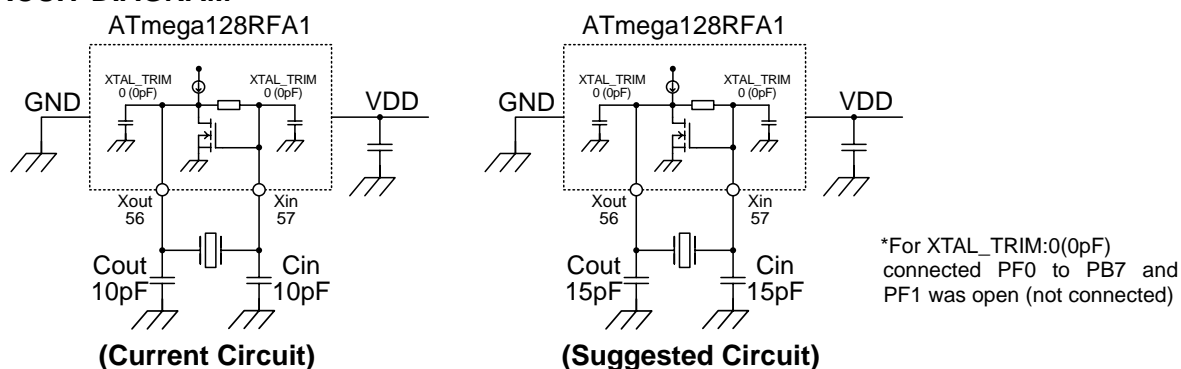 ATmega128RFA1
XTAL_TRIM
0 (0pF)
XTAL_TRIM
0 (0pF)
GND
VDD
Xout
56
Xin
57
Cout
10pF
Cin
10pF
(Current Circuit)
ATmega128RFA1
XTAL_TRIM
0 (0pF)
XTAL_TRIM
0 (0pF)
GND
VDD
Xout
56
Xin
57
Cout
15pF
Cin
15pF
(Suggested Circuit)
*For XTAL_TRIM:0(0pF)
connected PF0 to PB7 and
PF1 was open (not connected)